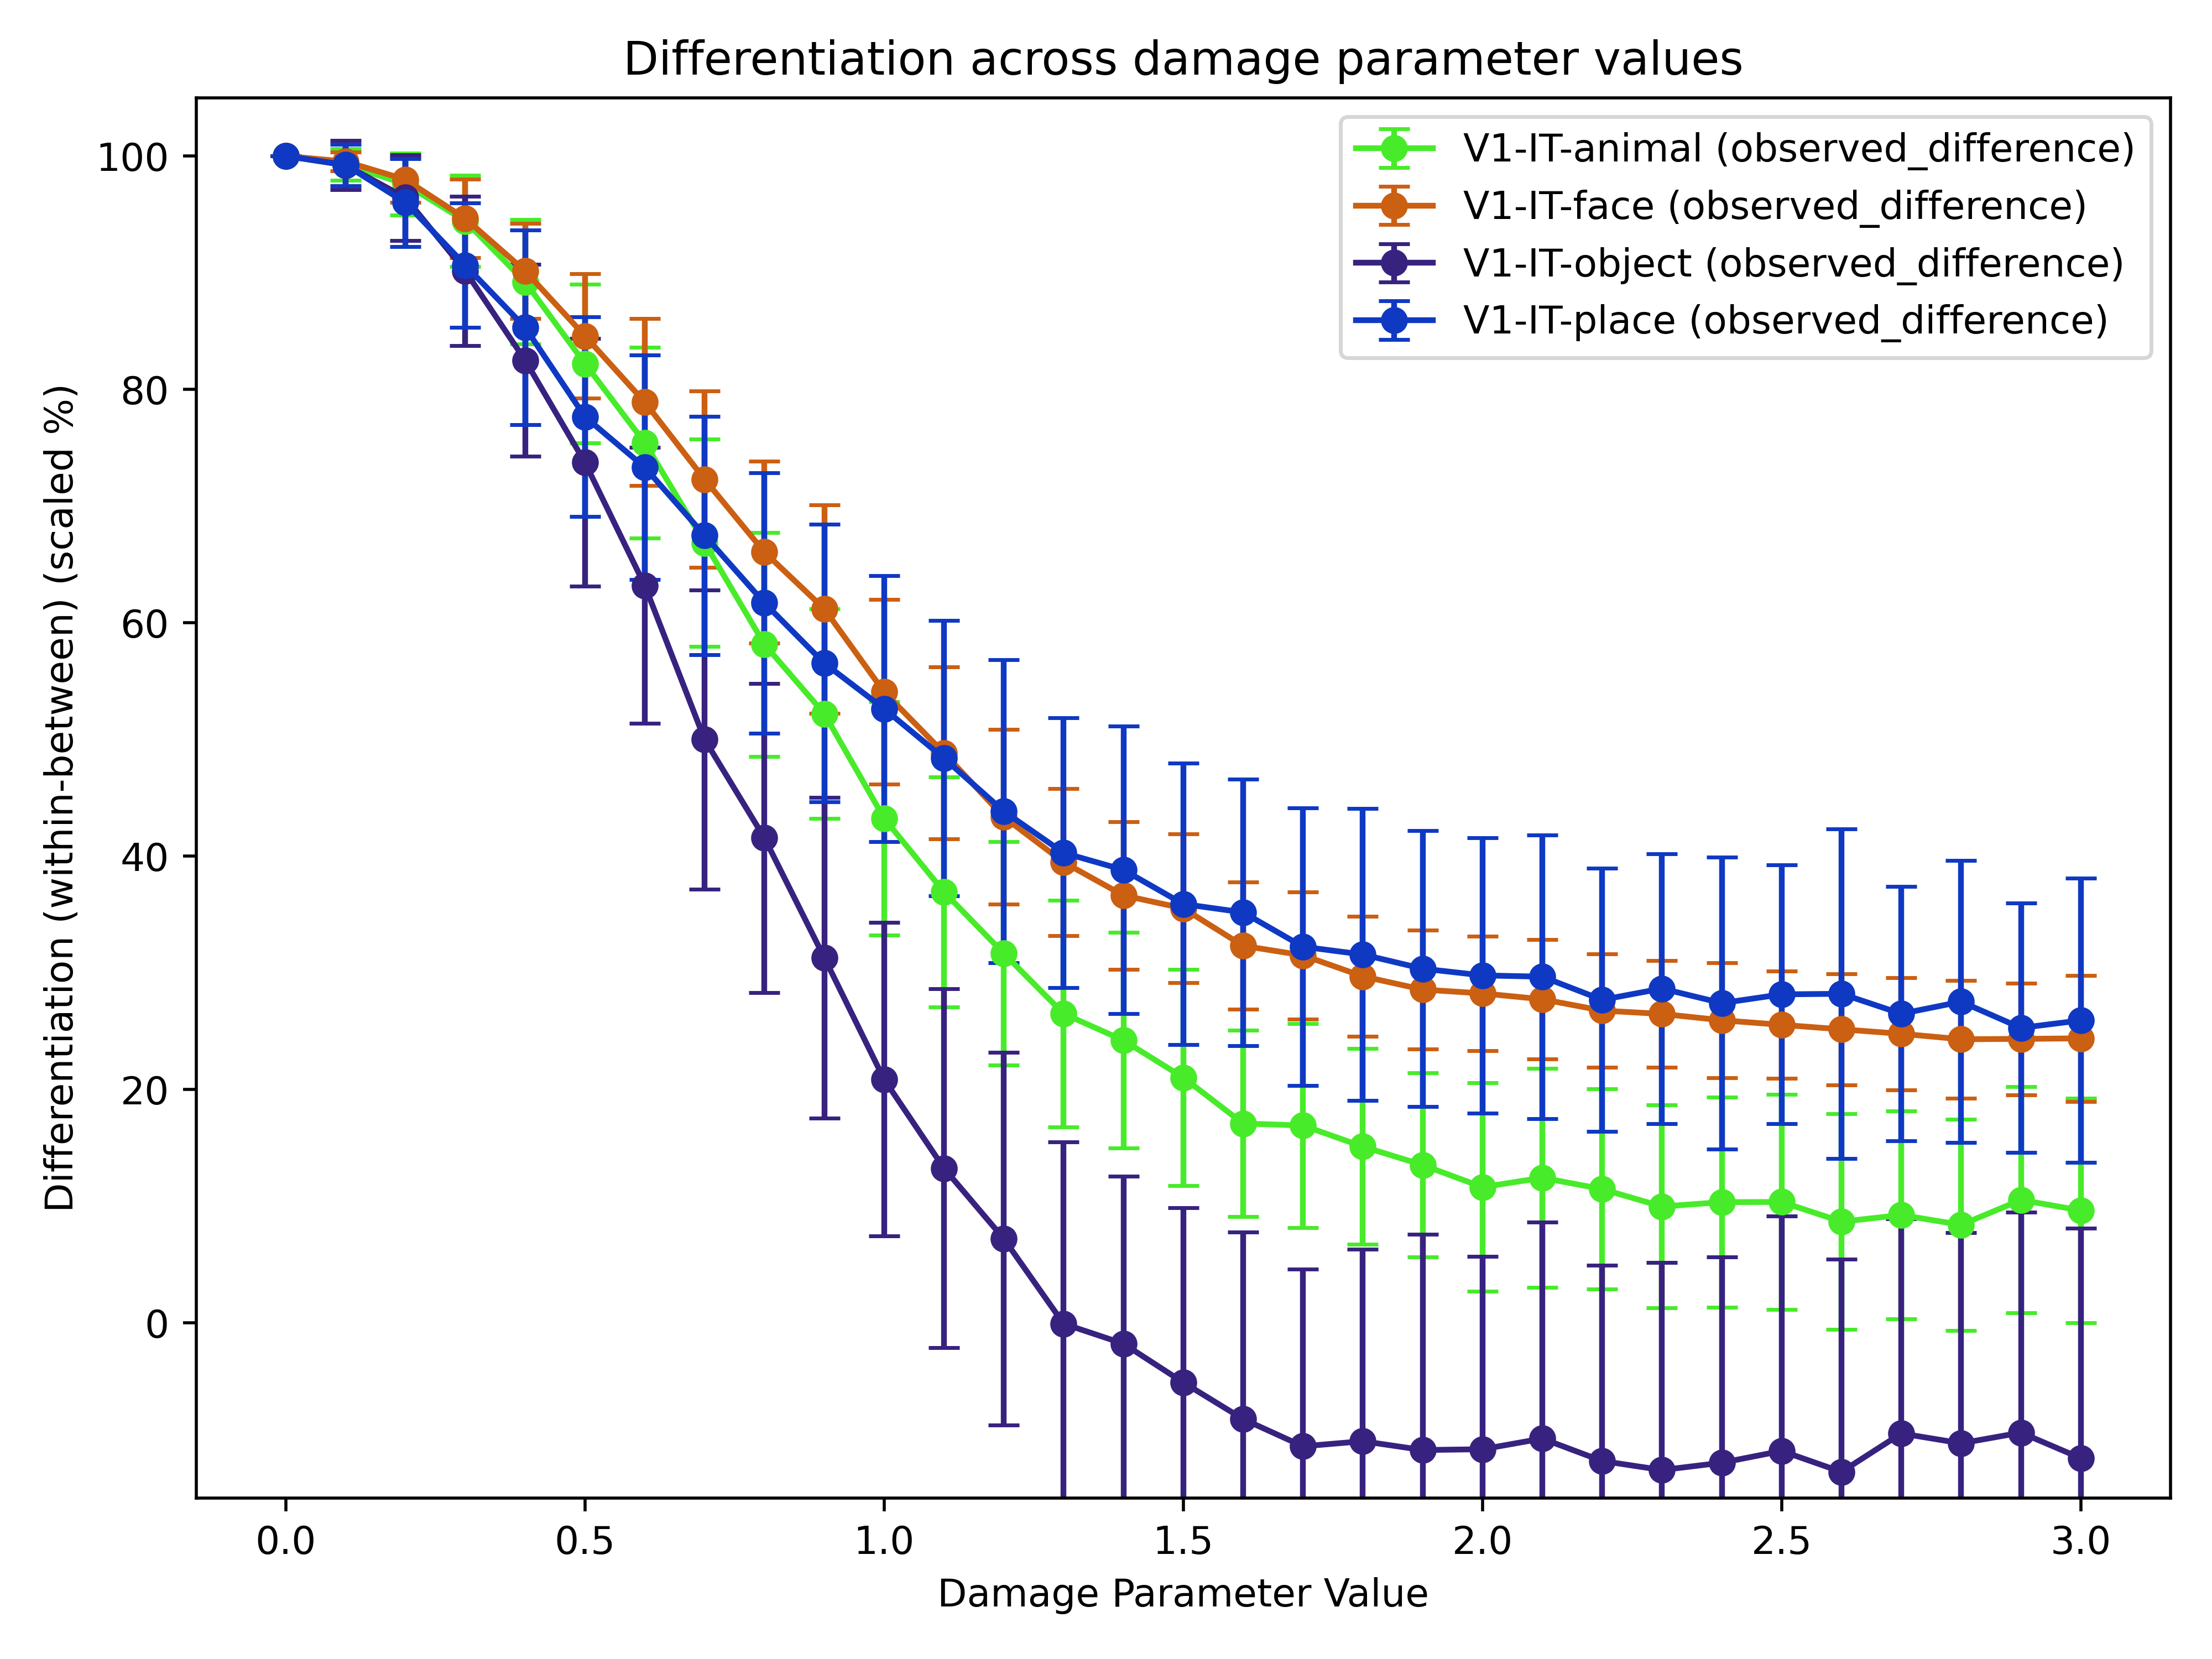 Differentiation across damage parameter values
V1-IT-animal (observed_difference)
V1-IT-face (observed_difference)
V1-IT-object (observed_difference)
V1-IT-place (observed_difference)
Differentiation (within-between) (scaled %)
100
80
60
40
20
0
0.0 0.5 1.0 1.5 2.0 2.5 3.0
Damage Parameter Value